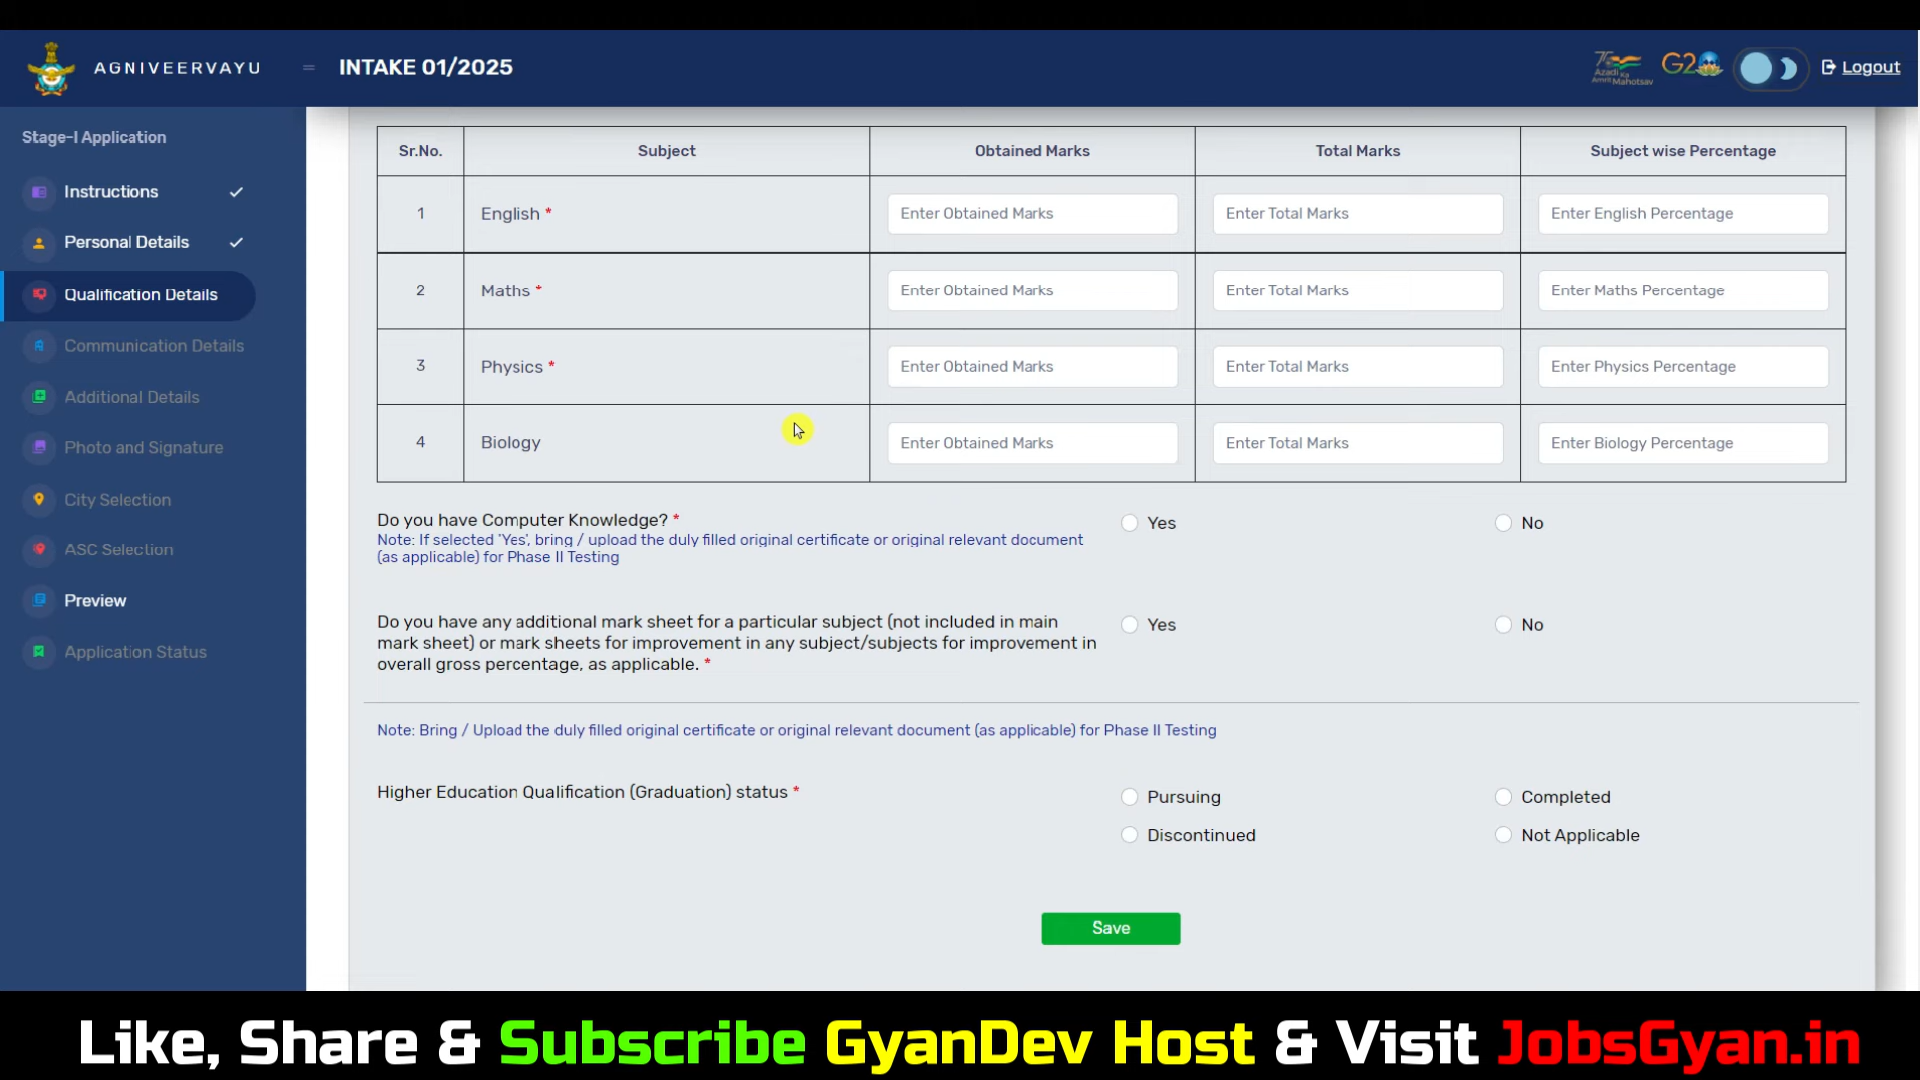 AGNIVEERVAYU
INTAKE 01/2025
Azadi Ka Amrit Mahotsav
G20
Logout
Stage-I Application
Instructions
Personal Details
Qualification Details
Communication Details
Additional Details
Photo and Signature
City Selection
ASC Selection
Preview
Application Status
Sr.No. Subject Obtained Marks Total Marks Subject wise Percentage
1 English * Enter Obtained Marks Enter Total Marks Enter English Percentage
2 Maths * Enter Obtained Marks Enter Total Marks Enter Maths Percentage
3 Physics * Enter Obtained Marks Enter Total Marks Enter Physics Percentage
4 Biology Enter Obtained Marks Enter Total Marks Enter Biology Percentage
Do you have Computer Knowledge? * Yes No
Note: If selected 'Yes', bring / upload the duly filled original certificate or original relevant document
(as applicable) for Phase II Testing
Do you have any additional mark sheet for a particular subject (not included in main Yes No
mark sheet) or mark sheets for improvement in any subject/subjects for improvement in
overall gross percentage, as applicable. *
Note: Bring / Upload the duly filled original certificate or original relevant document (as applicable) for Phase II Testing
Higher Education Qualification (Graduation) status * Pursuing Completed
Discontinued Not Applicable
Save
Like, Share & Subscribe GyanDev Host & Visit JobsGyan.in